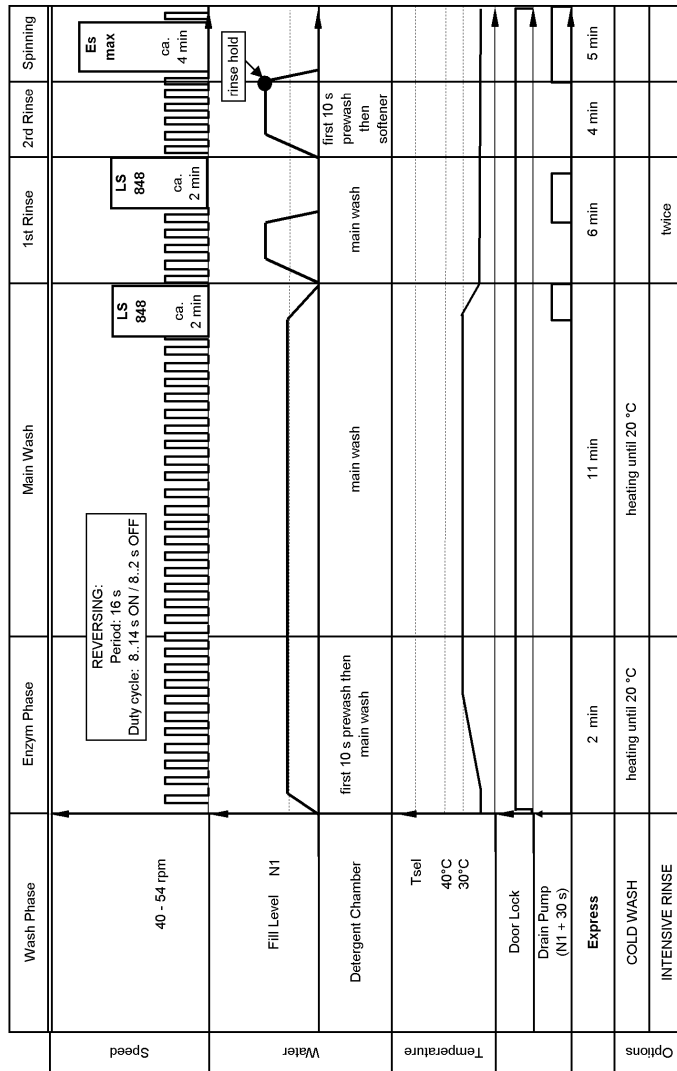 Wash Phase
Enzym Phase
Main Wash
1st Rinse
2nd Rinse
Spinning
Speed
40 - 54 rpm
REVERSING:
Period: 16 s
Duty cycle: 8..14 s ON / 8..2 s OFF
LS
848
ca.
2 min
LS
848
ca.
2 min
Es
max
ca.
4 min
Water
Fill Level N1
rinse hold
Detergent Chamber
first 10 s prewash then
main wash
main wash
main wash
first 10 s
prewash
then
softener
Temperature
Tsel
40°C
30°C
Door Lock
Drain Pump
(N1 + 30 s)
Express
2 min
11 min
6 min
4 min
5 min
Options
COLD WASH
heating until 20 °C
heating until 20 °C
INTENSIVE RINSE
twice